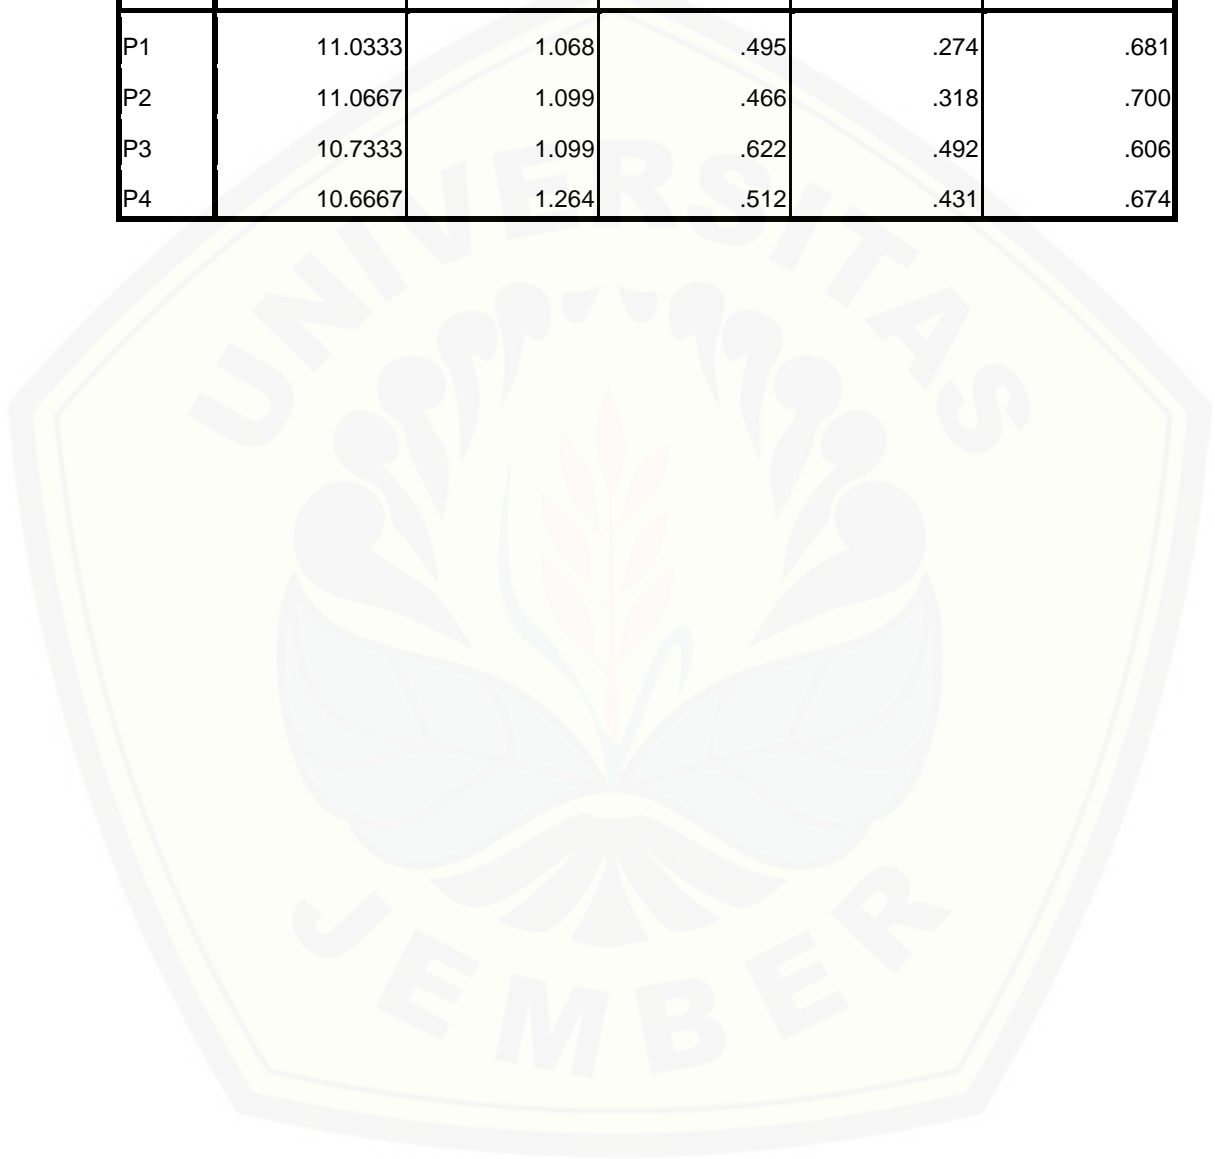 P1 11.0333 1.068 .495 .274 .681
P2 11.0667 1.099 .466 .318 .700
P3 10.7333 1.099 .622 .492 .606
P4 10.6667 1.264 .512 .431 .674
UNIVERSITAS
JEMBER